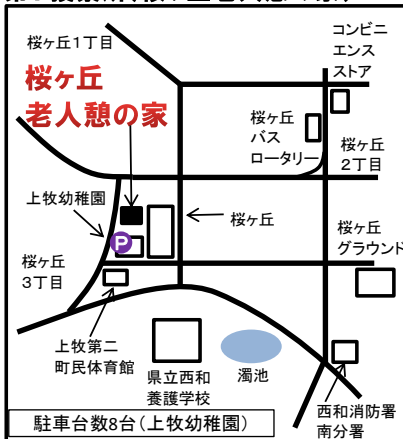 桜ヶ丘1丁目
コンビニ
エンス
ストア
桜ヶ丘
老人憩の家
桜ヶ丘
バス
ロータリー
桜ヶ丘
2丁目
上牧幼稚園
桜ヶ丘
P
桜ヶ丘
グラウンド
桜ヶ丘
3丁目
上牧第二
町民体育館
県立西和
養護学校
濁池
西和消防署
南分署
駐車台数8台(上牧幼稚園)